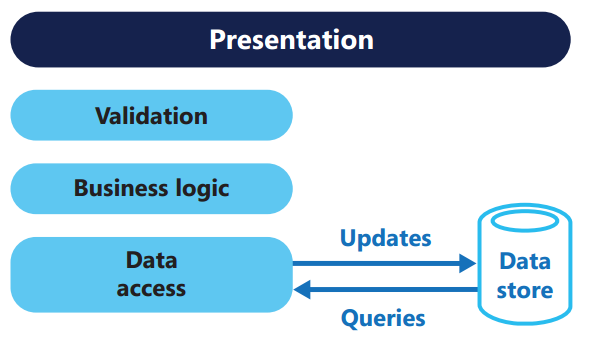 Presentation
Validation
Business logic
Data
access
Updates
Queries
Data
store